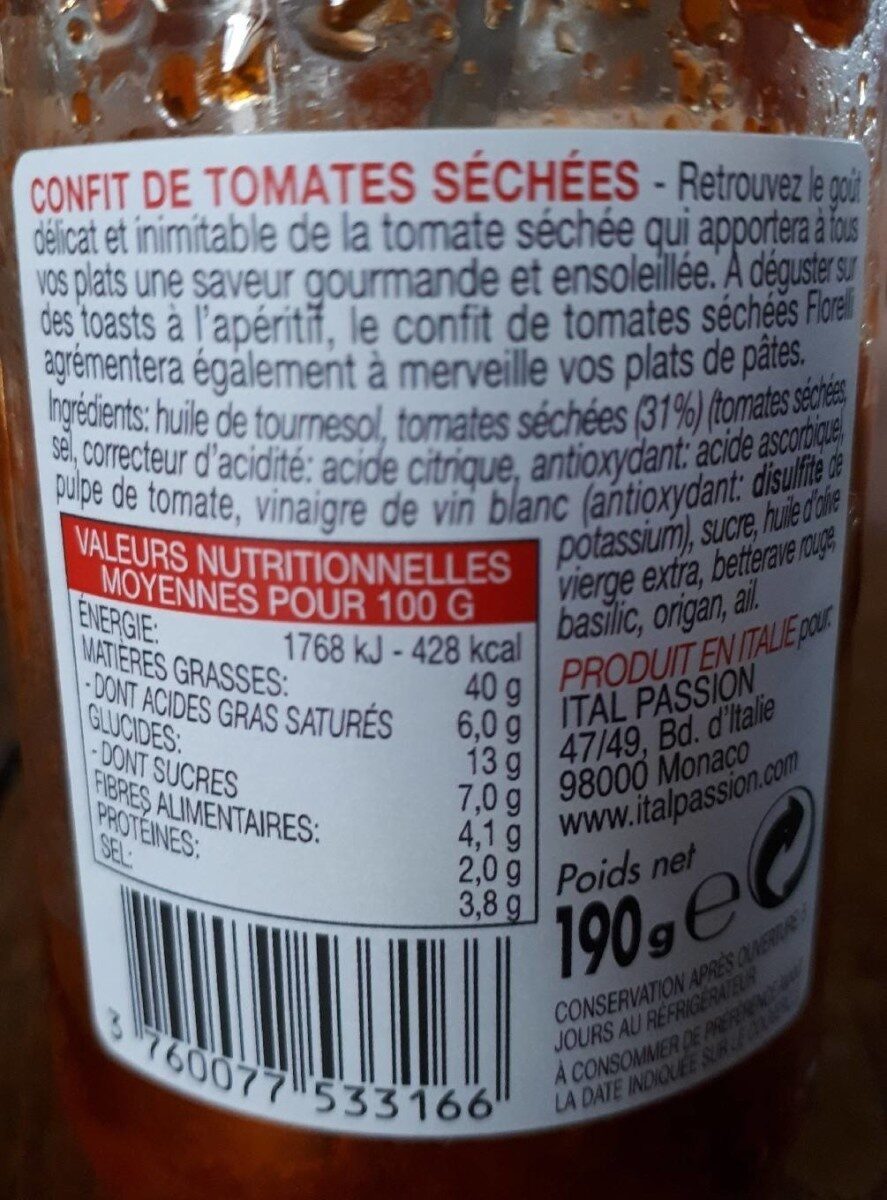 CONFIT DE TOMATES SÉCHÉES - Retrouvez le goût
délicat et inimitable de la tomate séchée qui apportera à tous
vos plats une saveur gourmande et ensoleillée. A déguster sur
des toasts à l'apéritif, le confit de tomates séchées Florelli
agrémentera également à merveille vos plats de pâtes.
Ingrédients: huile de tournesol, tomates séchées (31%) (tomates séchées,
sel, correcteur d'acidité: acide citrique, antioxydant: acide ascorbique),
pulpe de tomate, vinaigre de vin blanc (antioxydant: disulfite de
potassium), sucre, huile d'olive
vierge extra, betterave rouge,
basilic, origan, ail.
VALEURS NUTRITIONNELLES
MOYENNES POUR 100 G
ÉNERGIE: 1768 kJ - 428 kcal
MATIÈRES GRASSES: 40 g
- DONT ACIDES GRAS SATURÉS 6,0 g
GLUCIDES: 13 g
- DONT SUCRES 7,0 g
FIBRES ALIMENTAIRES: 4,1 g
PROTÉINES: 2,0 g
SEL: 3,8 g
PRODUIT EN ITALIE pour:
ITAL PASSION
47/49, Bd. d'Italie
98000 Monaco
www.italpassion.com
Poids net
190 g e
CONSERVATION APRÈS OUVERTURE: 3
JOURS AU RÉFRIGÉRATEUR
À CONSOMMER DE PRÉFÉRENCE AVANT
LA DATE INDIQUÉE SUR LE
3 760077 533166